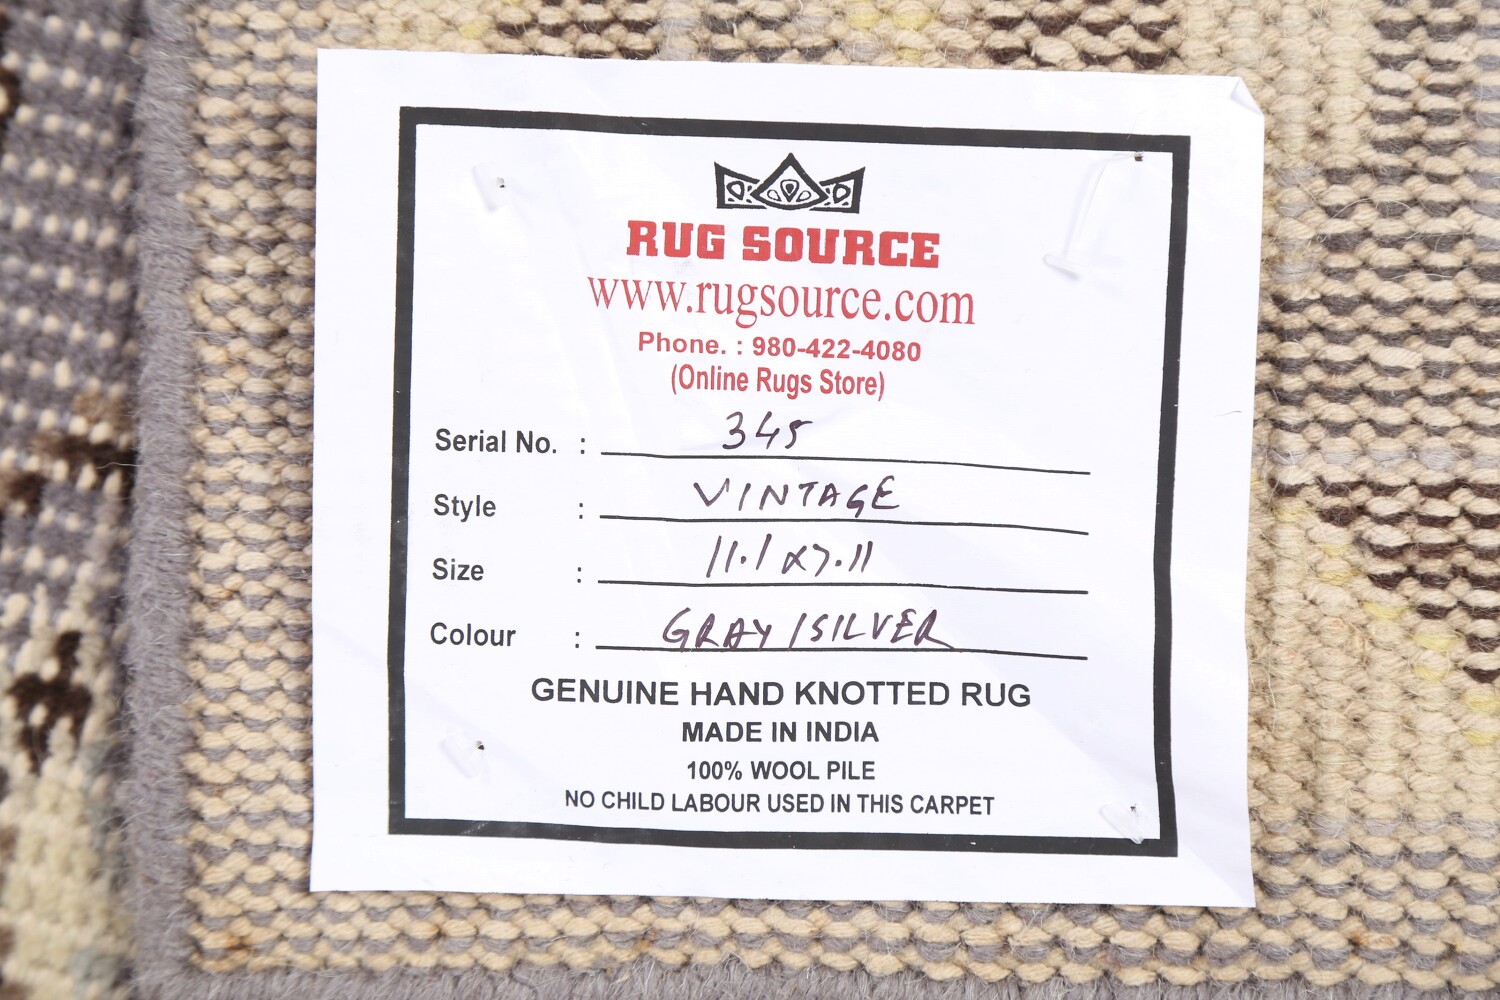 RUG SOURCE
www.rugsource.com
Phone. : 980-422-4080
(Online Rugs Store)
Serial No. : 345
Style : VINTAGE
Size : 11.1x7.11
Colour : GRAY/SILVER
GENUINE HAND KNOTTED RUG
MADE IN INDIA
100% WOOL PILE
NO CHILD LABOUR USED IN THIS CARPET